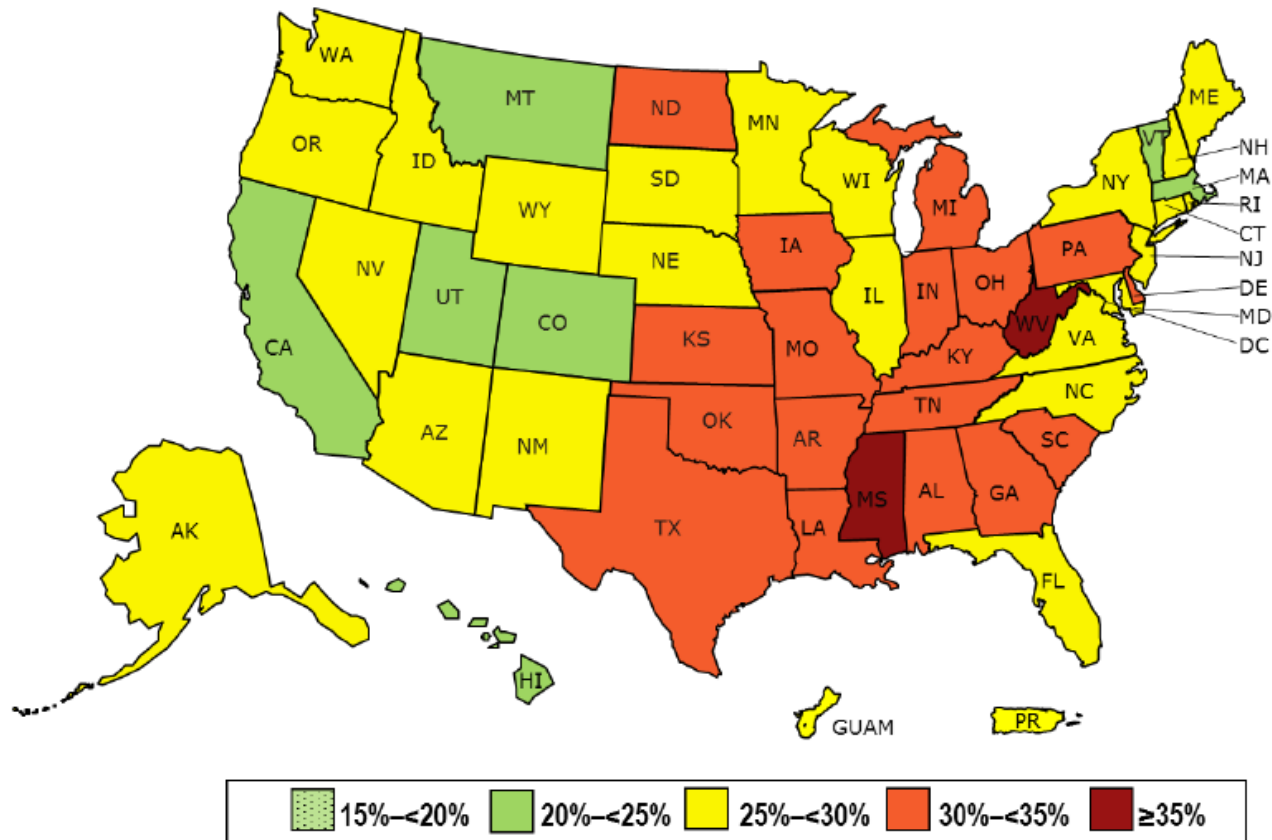 WA
MT
ND
MN
ME
OR
ID
SD
WI
VT
NH
NY
MA
WY
MI
RI
CT
IA
PA
NJ
NV
NE
IL
IN
OH
DE
UT
CO
WV
MD
CA
KS
MO
KY
VA
DC
NC
TN
AZ
NM
OK
AR
SC
AK
TX
LA
MS
AL
GA
FL
HI
GUAM
PR
15%–<20% 20%–<25% 25%–<30% 30%–<35% ≥35%